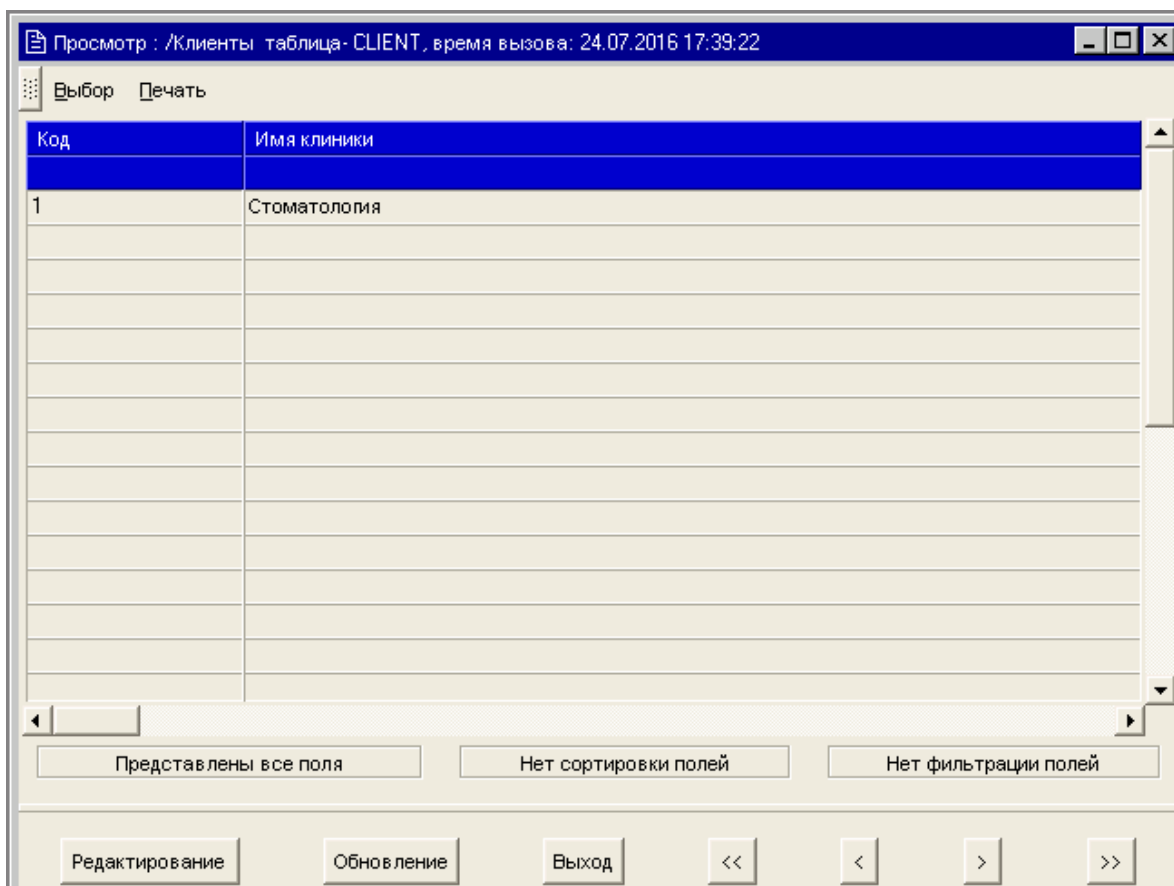 Просмотр : /Клиенты таблица- CLIENT, время вызова: 24.07.2016 17:39:22
Выбор Печать
Код Имя клиники
1 Стоматология
Представлены все поля Нет сортировки полей Нет фильтрации полей
Редактирование Обновление Выход << < > >>